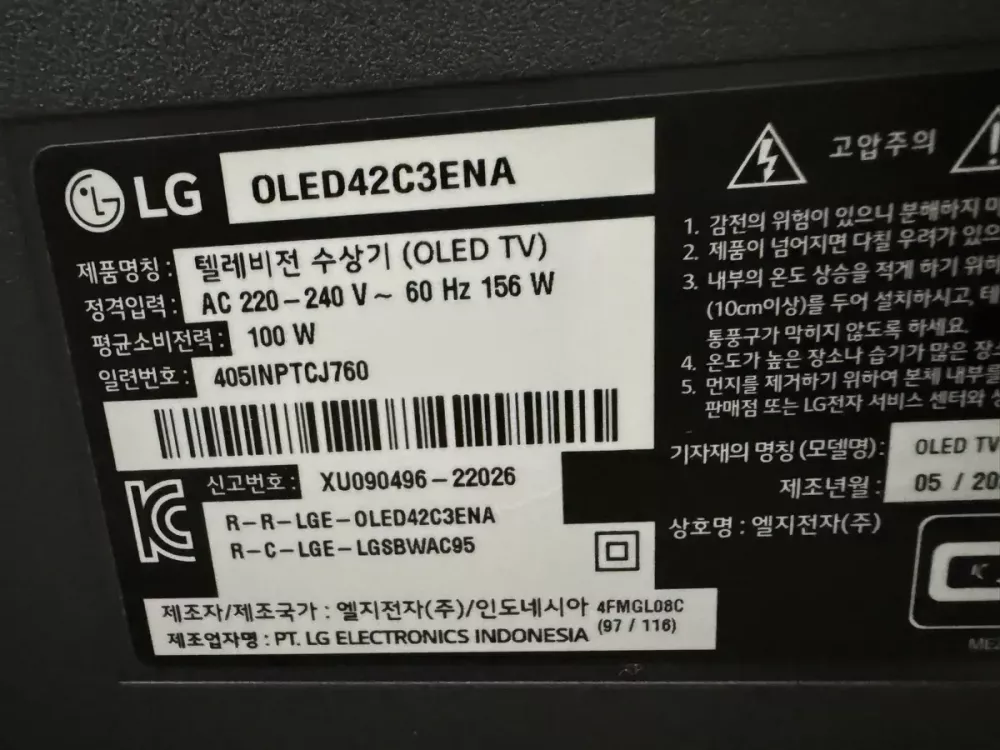 LG OLED42C3ENA
제품명칭 : 텔레비전 수상기 (OLED TV)
정격입력 : AC 220-240 V~ 60 Hz 156 W
평균소비전력 : 100 W
일련번호 : 405INPTCJ760
신고번호 : XU090496-22026
R-R-LGE-OLED42C3ENA
R-C-LGE-LGSBWAC95
제조자/제조국가 : 엘지전자(주)/인도네시아 4FMGL08C
제조업자명 : PT. LG ELECTRONICS INDONESIA (97 / 116)
고압주의
1. 감전의 위험이 있으니 분해하지
2. 제품이 넘어지면 다칠 우려가
3. 내부의 온도 상승을 적게 하기
(10cm이상)를 두어 설치하시고,
통풍구가 막히지 않도록 하세요.
4. 온도가 높은 장소나 습기가 많은
5. 먼지를 제거하기 위하여 본체 내부를
판매점 또는 LG전자 서비스 센터와
기자재의 명칭 (모델명) : OLED TV
제조년월 : 05 /
상호명 : 엘지전자(주)